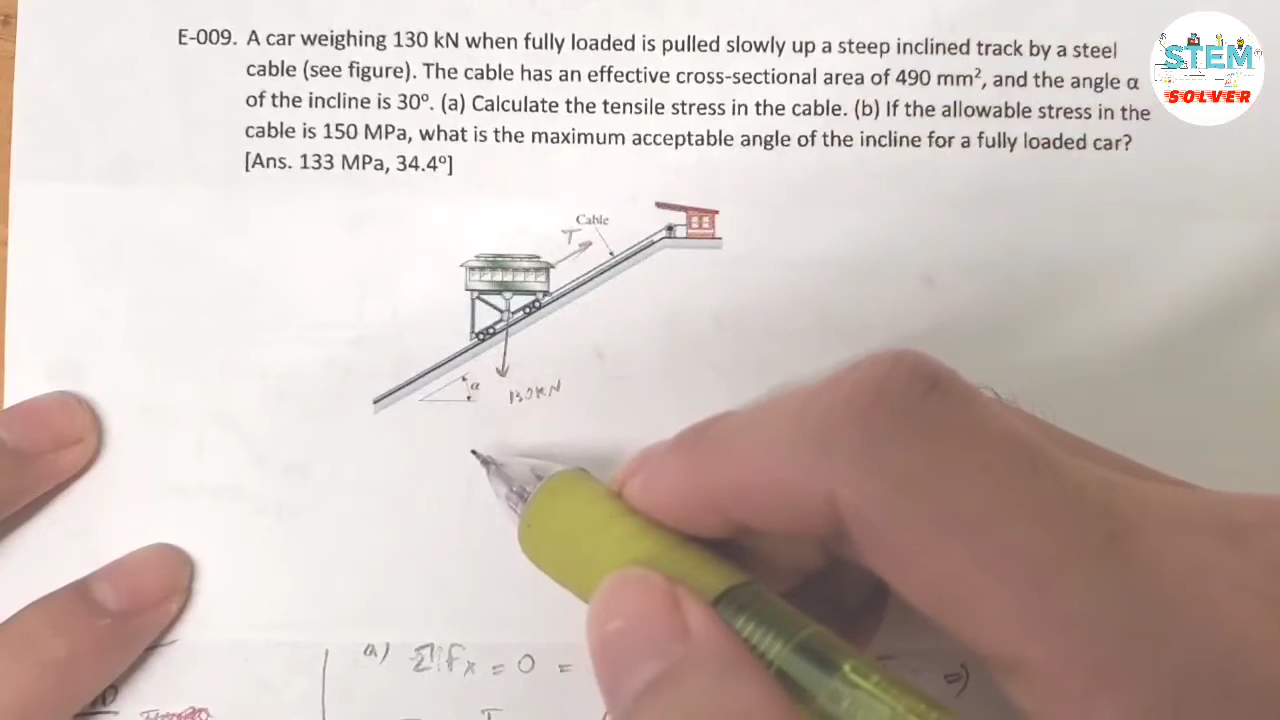 E-009. A car weighing 130 kN when fully loaded is pulled slowly up a steep inclined track by a steel
cable (see figure). The cable has an effective cross-sectional area of 490 mm², and the angle α
of the incline is 30º. (a) Calculate the tensile stress in the cable. (b) If the allowable stress in the
cable is 150 MPa, what is the maximum acceptable angle of the incline for a fully loaded car?
[Ans. 133 MPa, 34.4º]
STEM
SOLVER
Cable
T
α
130kN
a) ΣFx = 0 =
=)
T